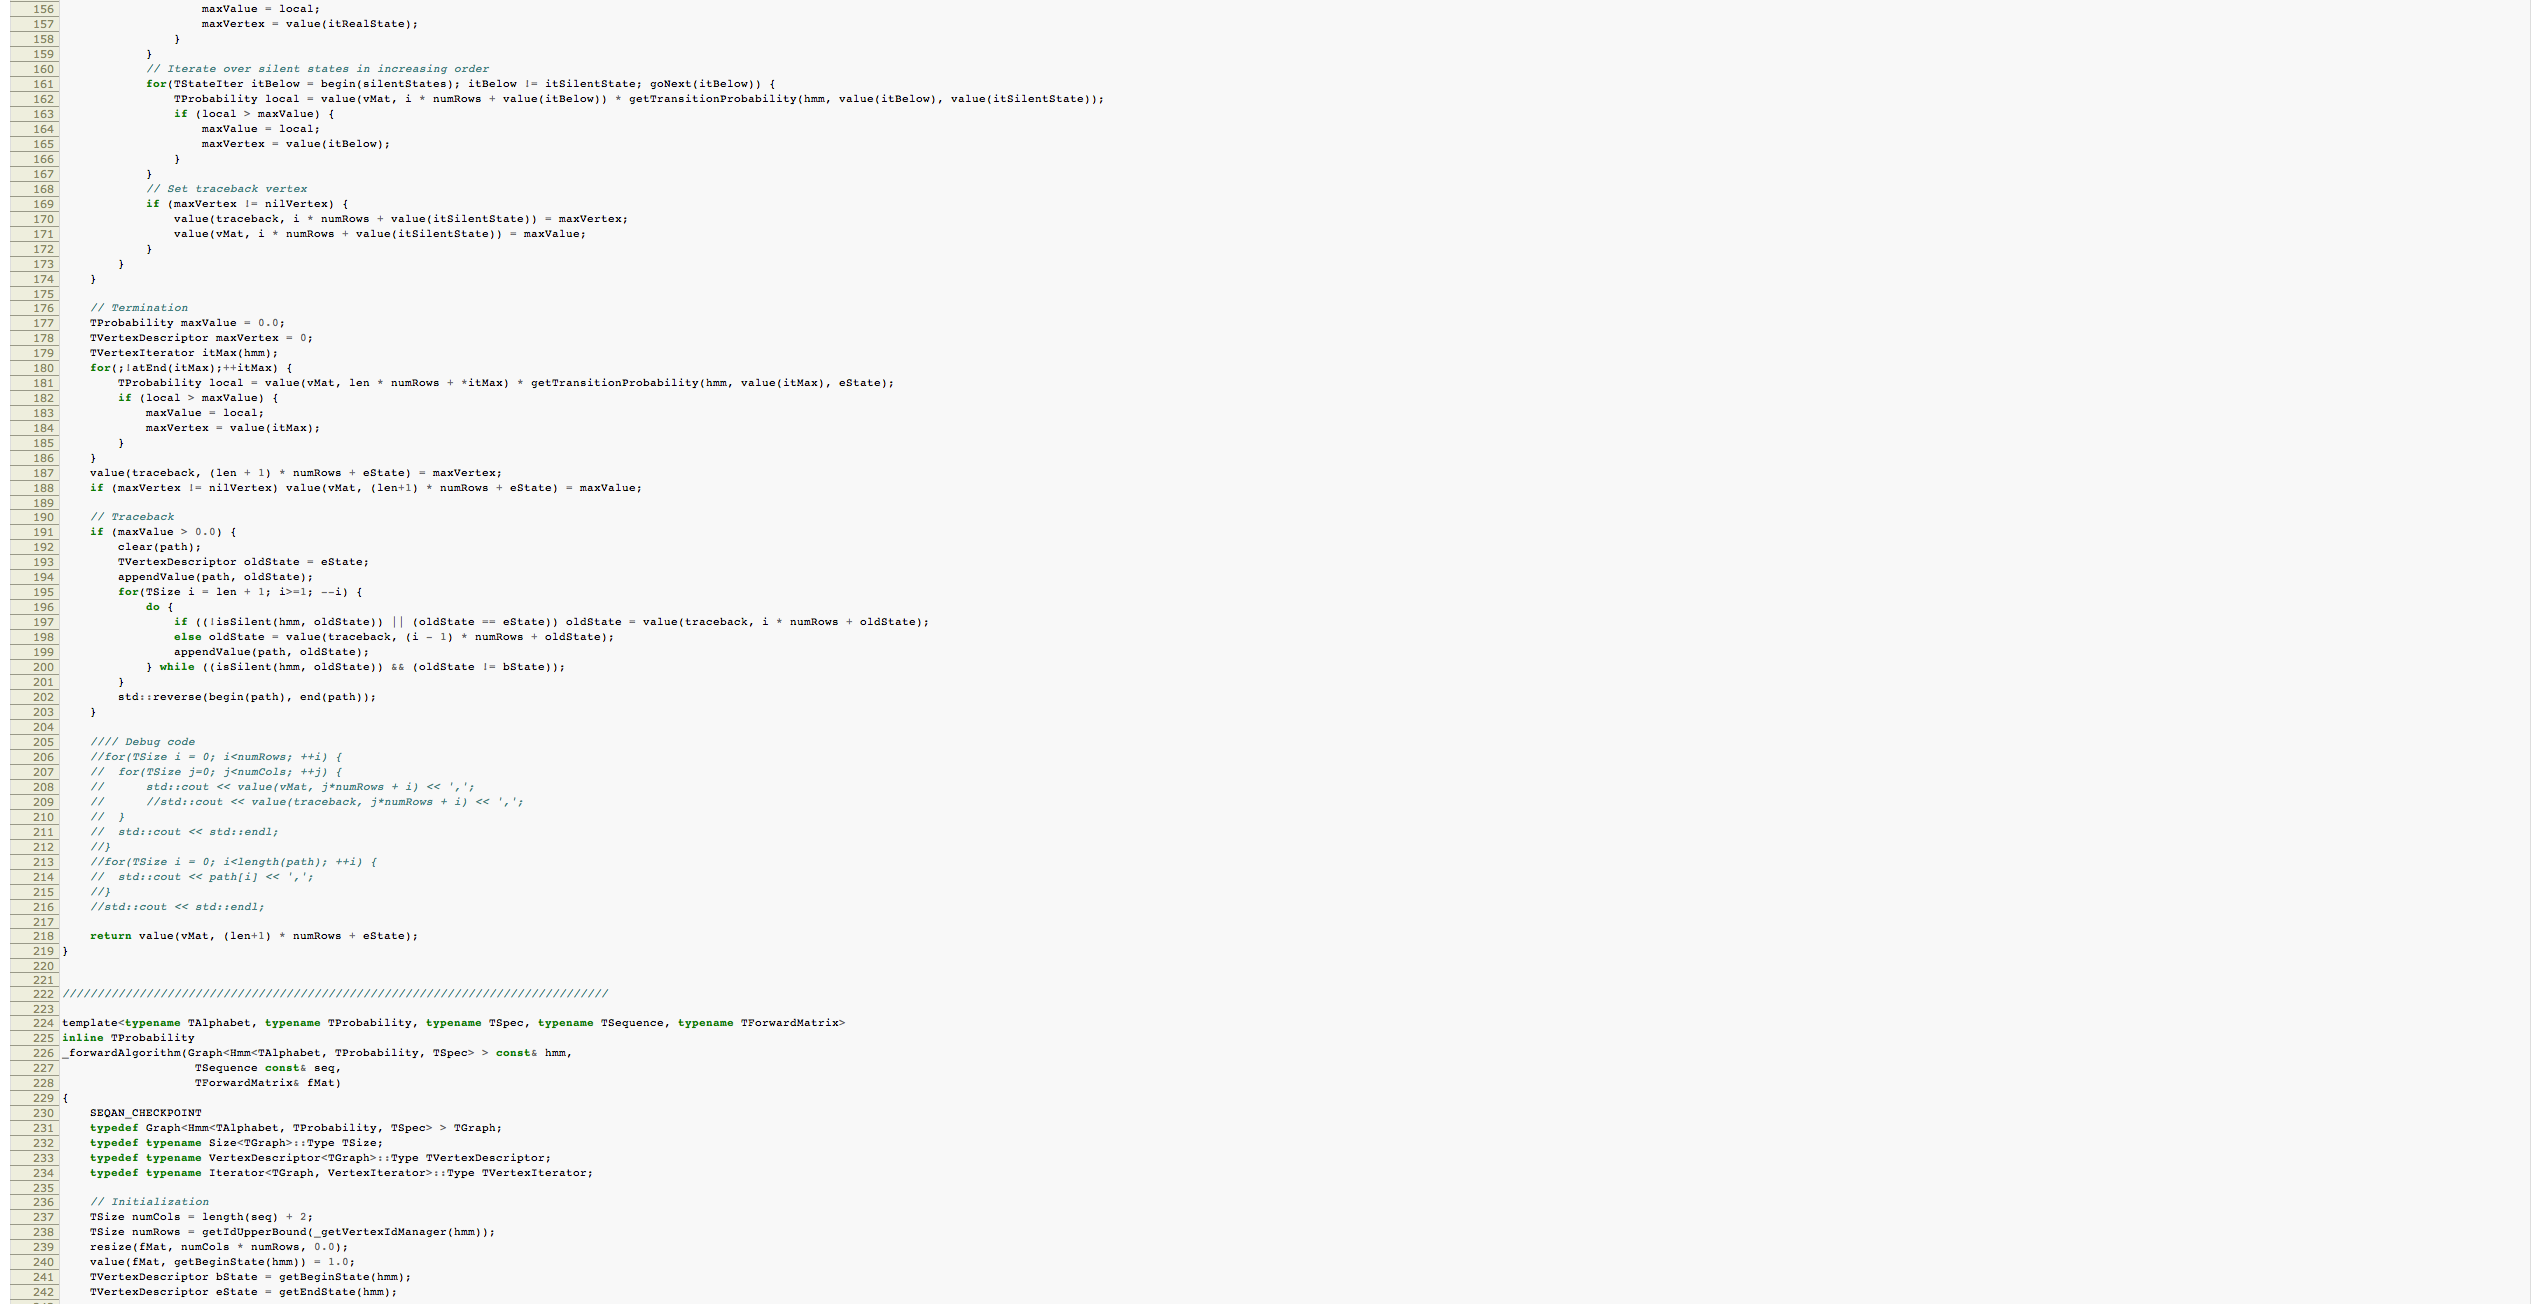 156                     maxValue = local;
157                     maxVertex = value(itRealState);
158                 }
159             }
160             // Iterate over silent states in increasing order
161             for(TStateIter itBelow = begin(silentStates); itBelow != itSilentState; goNext(itBelow)) {
162                 TProbability local = value(vMat, i * numRows + value(itBelow)) * getTransitionProbability(hmm, value(itBelow), value(itSilentState));
163                 if (local > maxValue) {
164                     maxValue = local;
165                     maxVertex = value(itBelow);
166                 }
167             }
168             // Set traceback vertex
169             if (maxVertex != nilVertex) {
170                 value(traceback, i * numRows + value(itSilentState)) = maxVertex;
171                 value(vMat, i * numRows + value(itSilentState)) = maxValue;
172             }
173         }
174     }
175
176     // Termination
177     TProbability maxValue = 0.0;
178     TVertexDescriptor maxVertex = 0;
179     TVertexIterator itMax(hmm);
180     for(;!atEnd(itMax);++itMax) {
181         TProbability local = value(vMat, len * numRows + *itMax) * getTransitionProbability(hmm, value(itMax), eState);
182         if (local > maxValue) {
183             maxValue = local;
184             maxVertex = value(itMax);
185         }
186     }
187     value(traceback, (len + 1) * numRows + eState) = maxVertex;
188     if (maxVertex != nilVertex) value(vMat, (len+1) * numRows + eState) = maxValue;
189
190     // Traceback
191     if (maxValue > 0.0) {
192         clear(path);
193         TVertexDescriptor oldState = eState;
194         appendValue(path, oldState);
195         for(TSize i = len + 1; i>=1; --i) {
196             do {
197                 if ((!isSilent(hmm, oldState)) || (oldState == eState)) oldState = value(traceback, i * numRows + oldState);
198                 else oldState = value(traceback, (i - 1) * numRows + oldState);
199                 appendValue(path, oldState);
200             } while ((isSilent(hmm, oldState)) && (oldState != bState));
201         }
202         std::reverse(begin(path), end(path));
203     }
204
205     //// Debug code
206     //for(TSize i = 0; i<numRows; ++i) {
207     //  for(TSize j=0; j<numCols; ++j) {
208     //      std::cout << value(vMat, j*numRows + i) << ',';
209     //      //std::cout << value(traceback, j*numRows + i) << ',';
210     //  }
211     //  std::cout << std::endl;
212     //}
213     //for(TSize i = 0; i<length(path); ++i) {
214     //  std::cout << path[i] << ',';
215     //}
216     //std::cout << std::endl;
217
218     return value(vMat, (len+1) * numRows + eState);
219 }
220
221
222 //////////////////////////////////////////////////////////////////////////////
223
224 template<typename TAlphabet, typename TProbability, typename TSpec, typename TSequence, typename TForwardMatrix>
225 inline TProbability
226 _forwardAlgorithm(Graph<Hmm<TAlphabet, TProbability, TSpec> > const& hmm,
227                    TSequence const& seq,
228                    TForwardMatrix& fMat)
229 {
230     SEQAN_CHECKPOINT
231     typedef Graph<Hmm<TAlphabet, TProbability, TSpec> > TGraph;
232     typedef typename Size<TGraph>::Type TSize;
233     typedef typename VertexDescriptor<TGraph>::Type TVertexDescriptor;
234     typedef typename Iterator<TGraph, VertexIterator>::Type TVertexIterator;
235
236     // Initialization
237     TSize numCols = length(seq) + 2;
238     TSize numRows = getIdUpperBound(_getVertexIdManager(hmm));
239     resize(fMat, numCols * numRows, 0.0);
240     value(fMat, getBeginState(hmm)) = 1.0;
241     TVertexDescriptor bState = getBeginState(hmm);
242     TVertexDescriptor eState = getEndState(hmm);